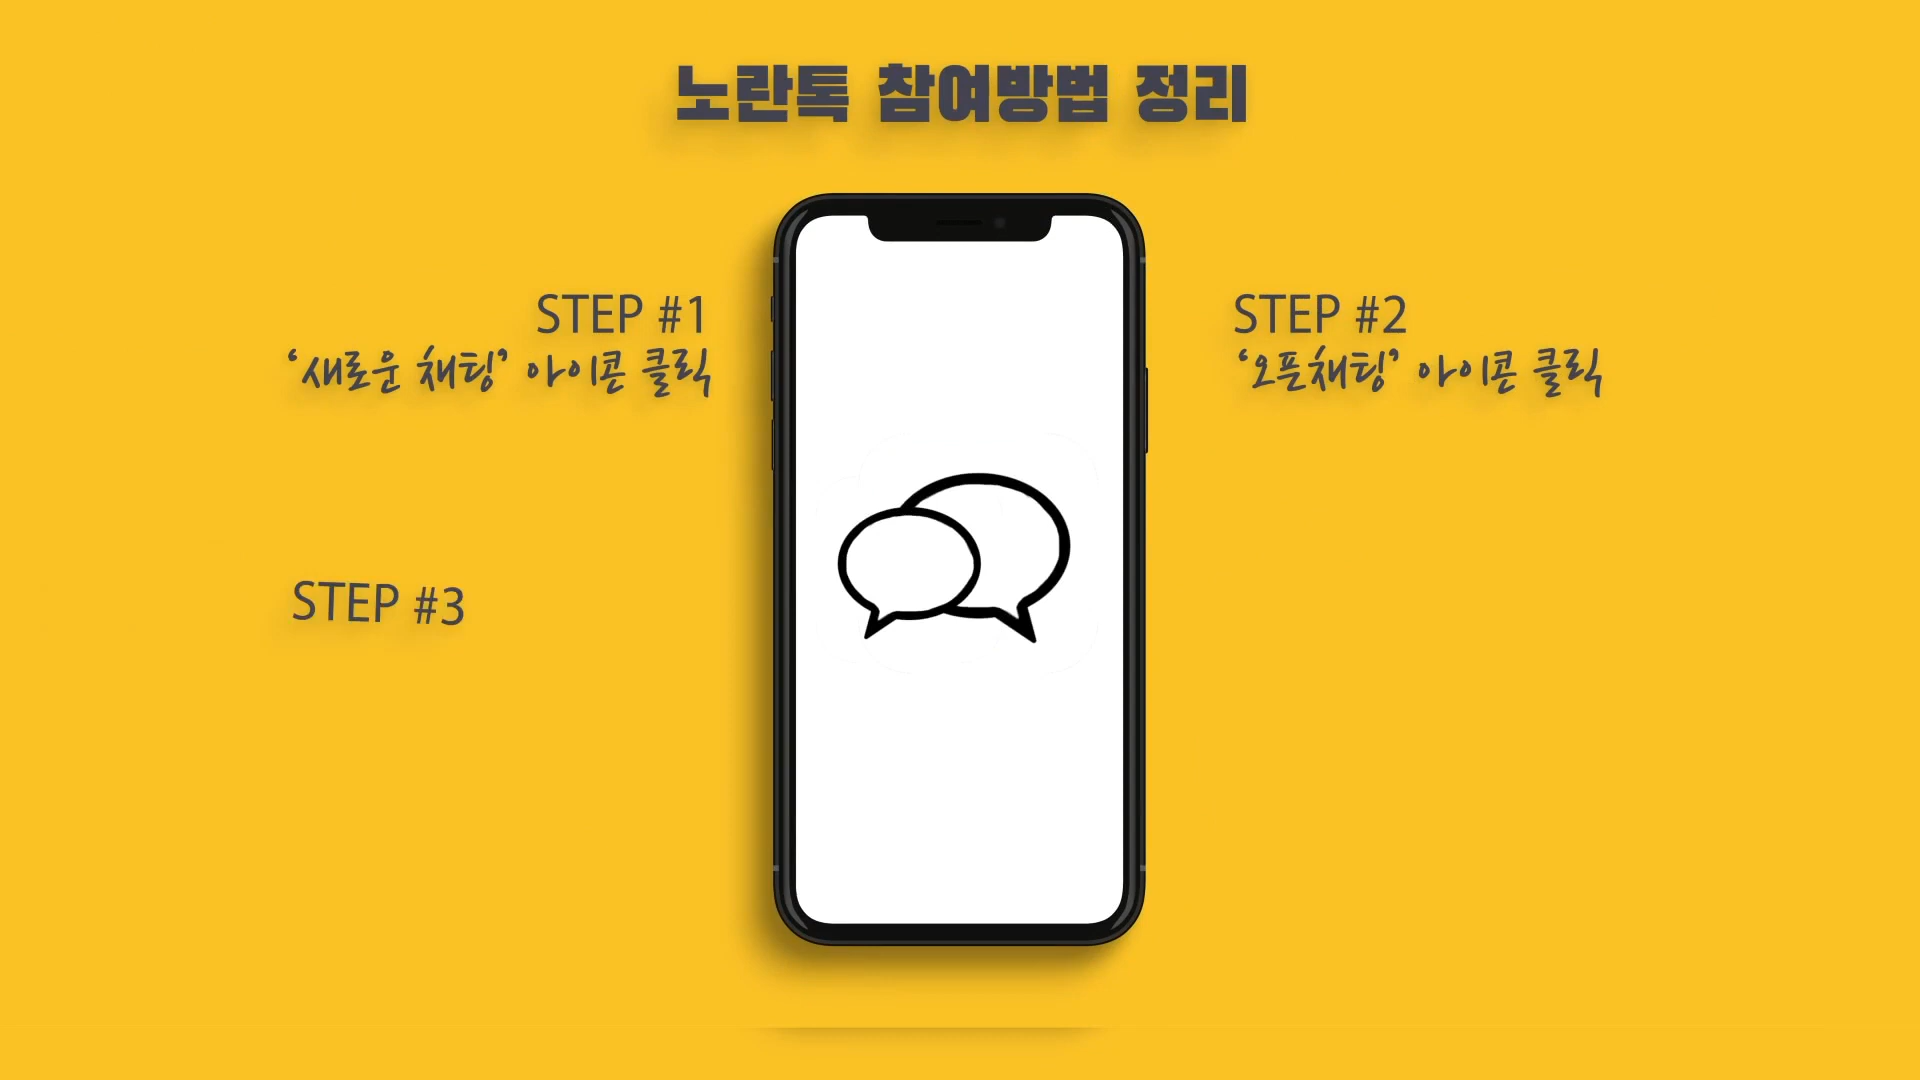 노란톡 참여방법 정리
STEP #1
‘새로운 채팅’ 아이콘 클릭
STEP #2
‘오픈채팅’ 아이콘 클릭
STEP #3